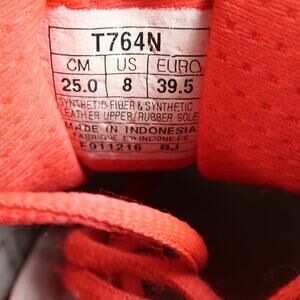 T764N
CM US EURO
25.0 8 39.5
SYNTHETIC FIBER & SYNTHETIC
LEATHER UPPER/RUBBER SOLE
MADE IN INDONESIA
FABRIQUE EN INDONESIE
F911216 BJ